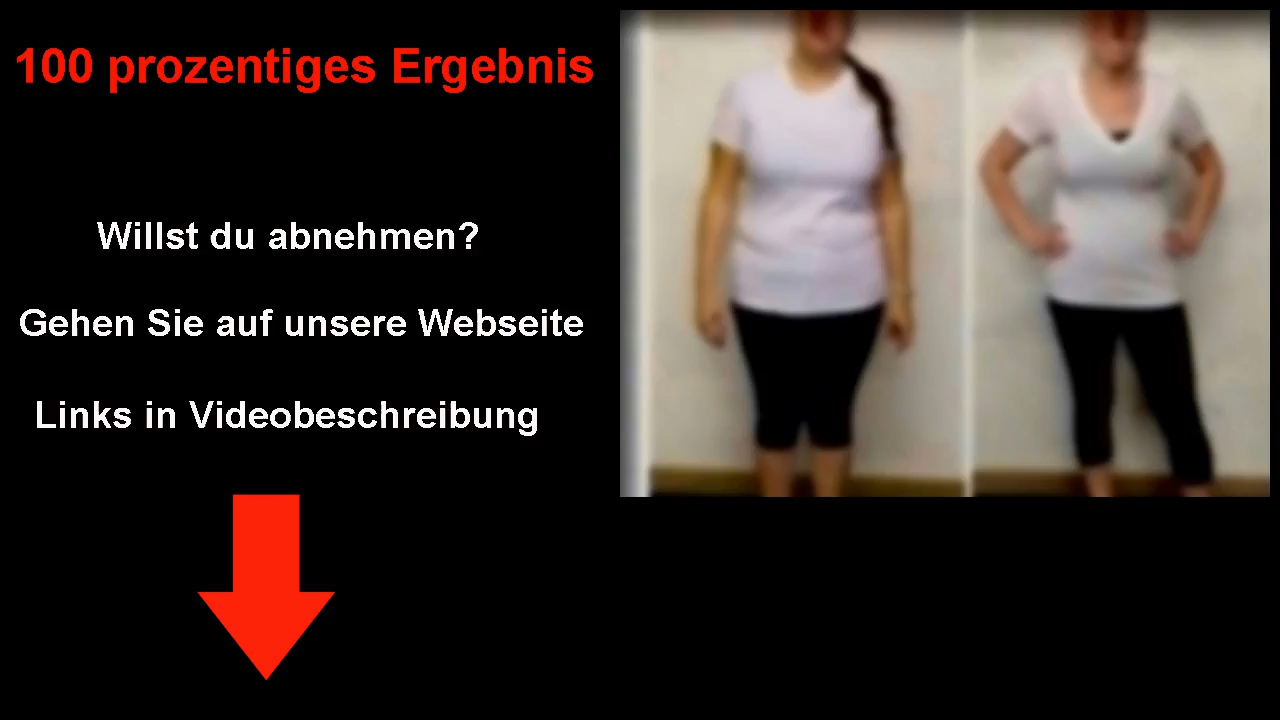 100 prozentiges Ergebnis
Willst du abnehmen?
Gehen Sie auf unsere Webseite
Links in Videobeschreibung